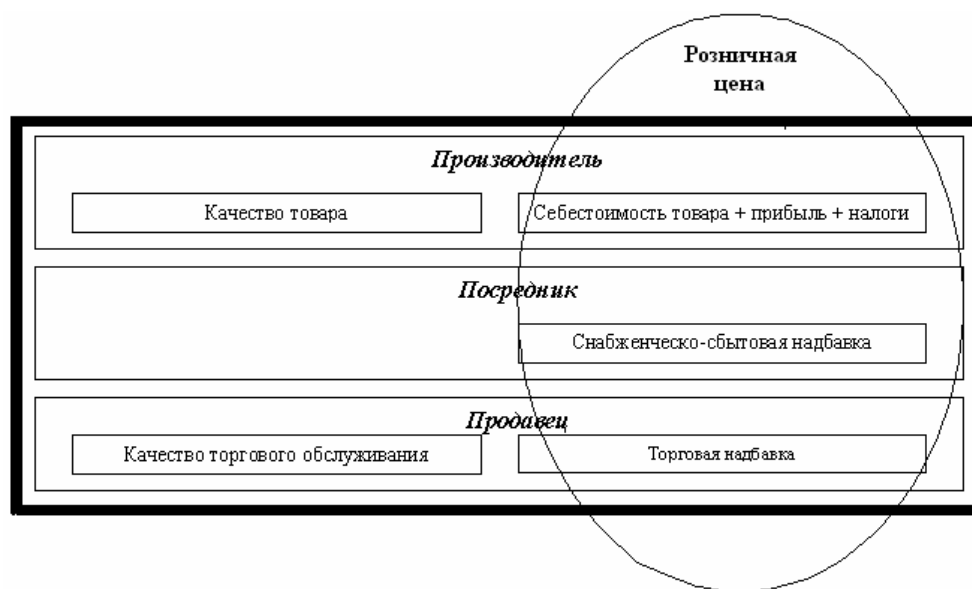 Розничная
цена
Производитель
Качество товара
Себестоимость товара + прибыль + налоги
Посредник
Снабженческо-сбытовая надбавка
Продавец
Качество торгового обслуживания
Торговая надбавка